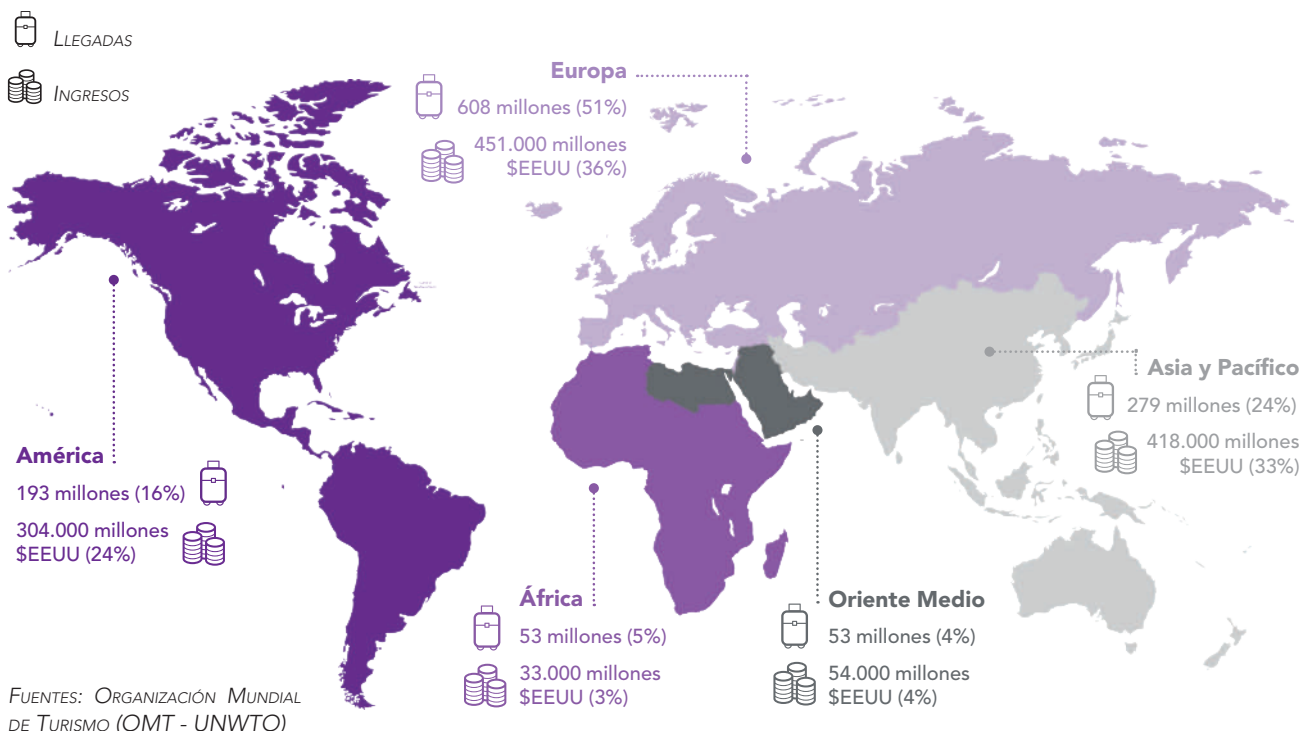 LLEGADAS
INGRESOS
Europa
608 millones (51%)
451.000 millones
$EEUU (36%)
América
193 millones (16%)
304.000 millones
$EEUU (24%)
Asia y Pacífico
279 millones (24%)
418.000 millones
$EEUU (33%)
África
53 millones (5%)
33.000 millones
$EEUU (3%)
Oriente Medio
53 millones (4%)
54.000 millones
$EEUU (4%)
FUENTES: ORGANIZACIÓN MUNDIAL
DE TURISMO (OMT - UNWTO)